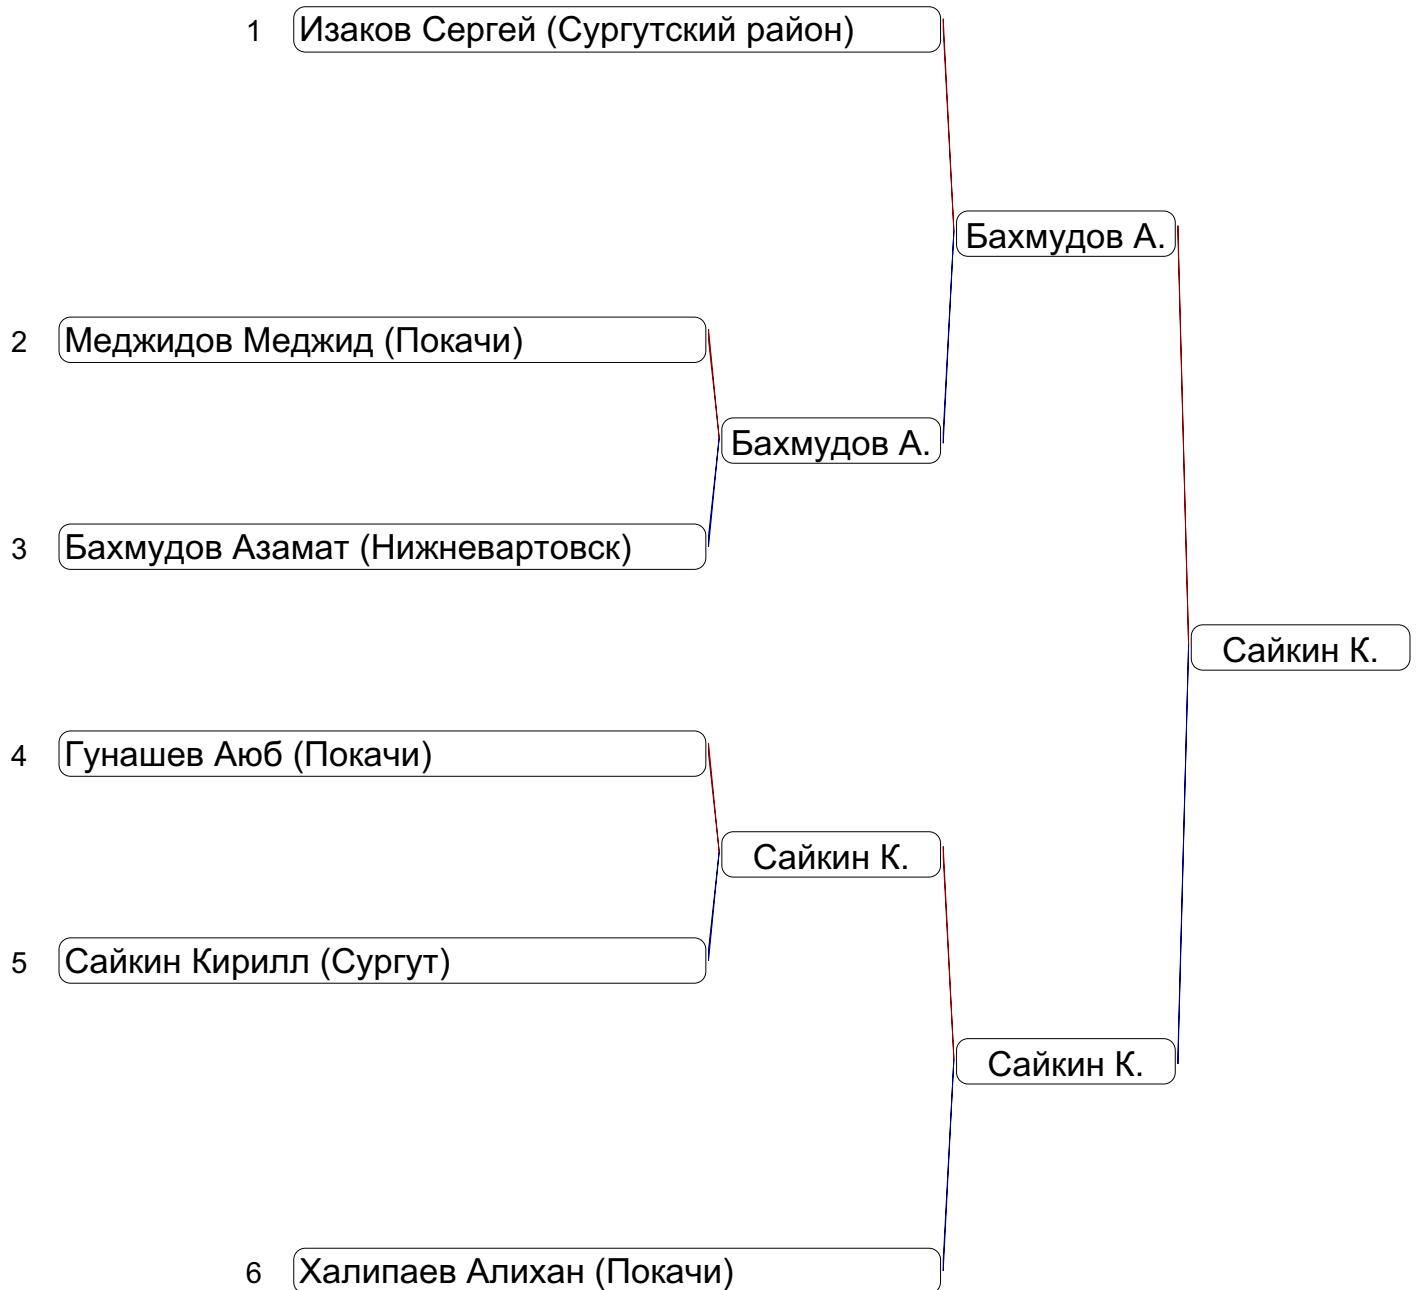 1 Изаков Сергей (Сургутский район)
Бахмудов А.
2 Меджидов Меджид (Покачи)
Бахмудов А.
3 Бахмудов Азамат (Нижневартовск)
Сайкин К.
4 Гунашев Аюб (Покачи)
Сайкин К.
5 Сайкин Кирилл (Сургут)
Сайкин К.
6 Халипаев Алихан (Покачи)